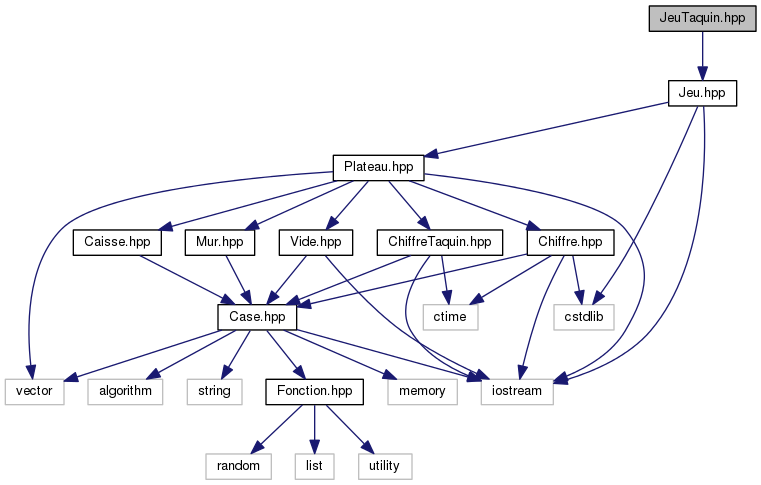 JeuTaquin.hpp
Jeu.hpp
Plateau.hpp
Caisse.hpp
Mur.hpp
Vide.hpp
ChiffreTaquin.hpp
Chiffre.hpp
Case.hpp
ctime
cstdlib
vector
algorithm
string
Fonction.hpp
memory
iostream
random
list
utility